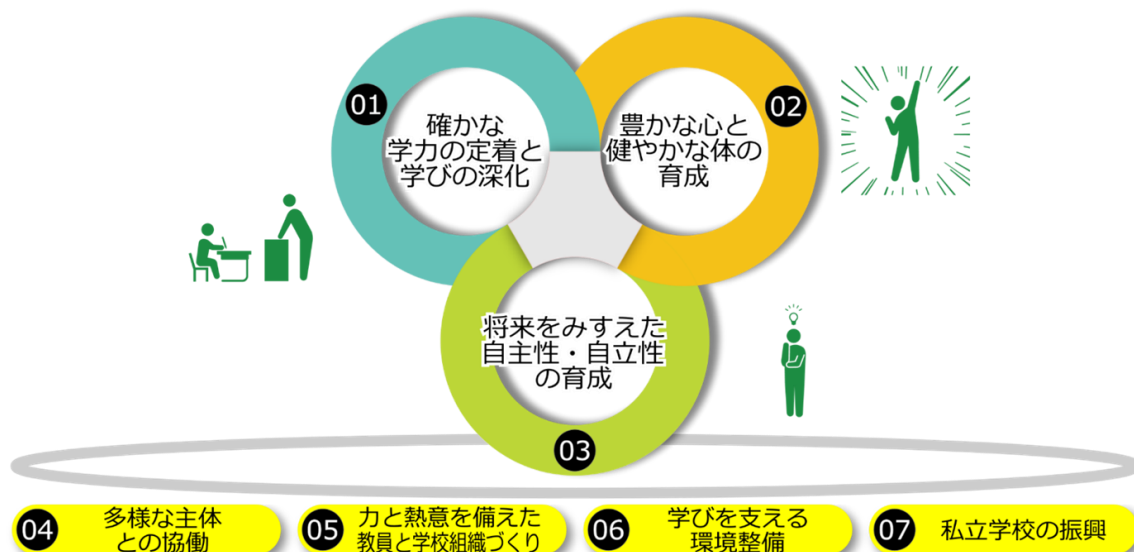 01
確かな
学力の定着と
学びの深化
02
豊かな心と
健やかな体の
育成
将来をみすえた
自主性・自立性
の育成
03
04
多様な主体
との協働
05
力と熱意を備えた
教員と学校組織づくり
06
学びを支える
環境整備
07
私立学校の振興